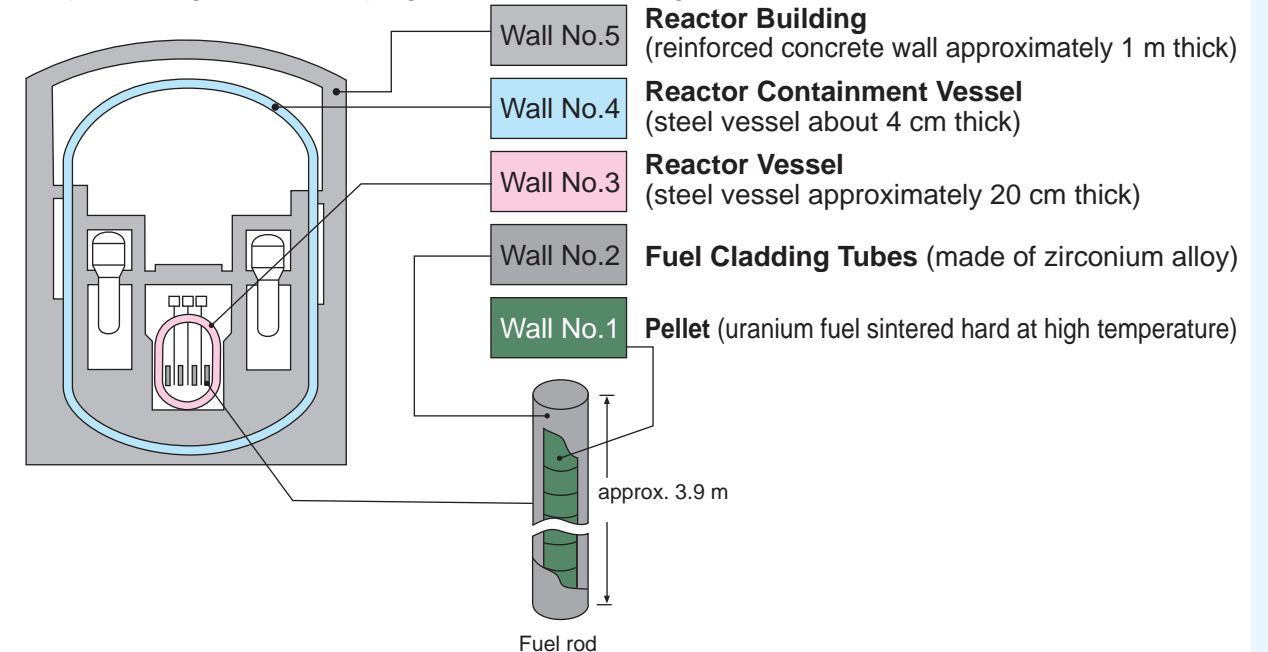 Wall No.5
Reactor Building
(reinforced concrete wall approximately 1 m thick)
Wall No.4
Reactor Containment Vessel
(steel vessel about 4 cm thick)
Wall No.3
Reactor Vessel
(steel vessel approximately 20 cm thick)
Wall No.2
Fuel Cladding Tubes (made of zirconium alloy)
Wall No.1
Pellet (uranium fuel sintered hard at high temperature)
approx. 3.9 m
Fuel rod